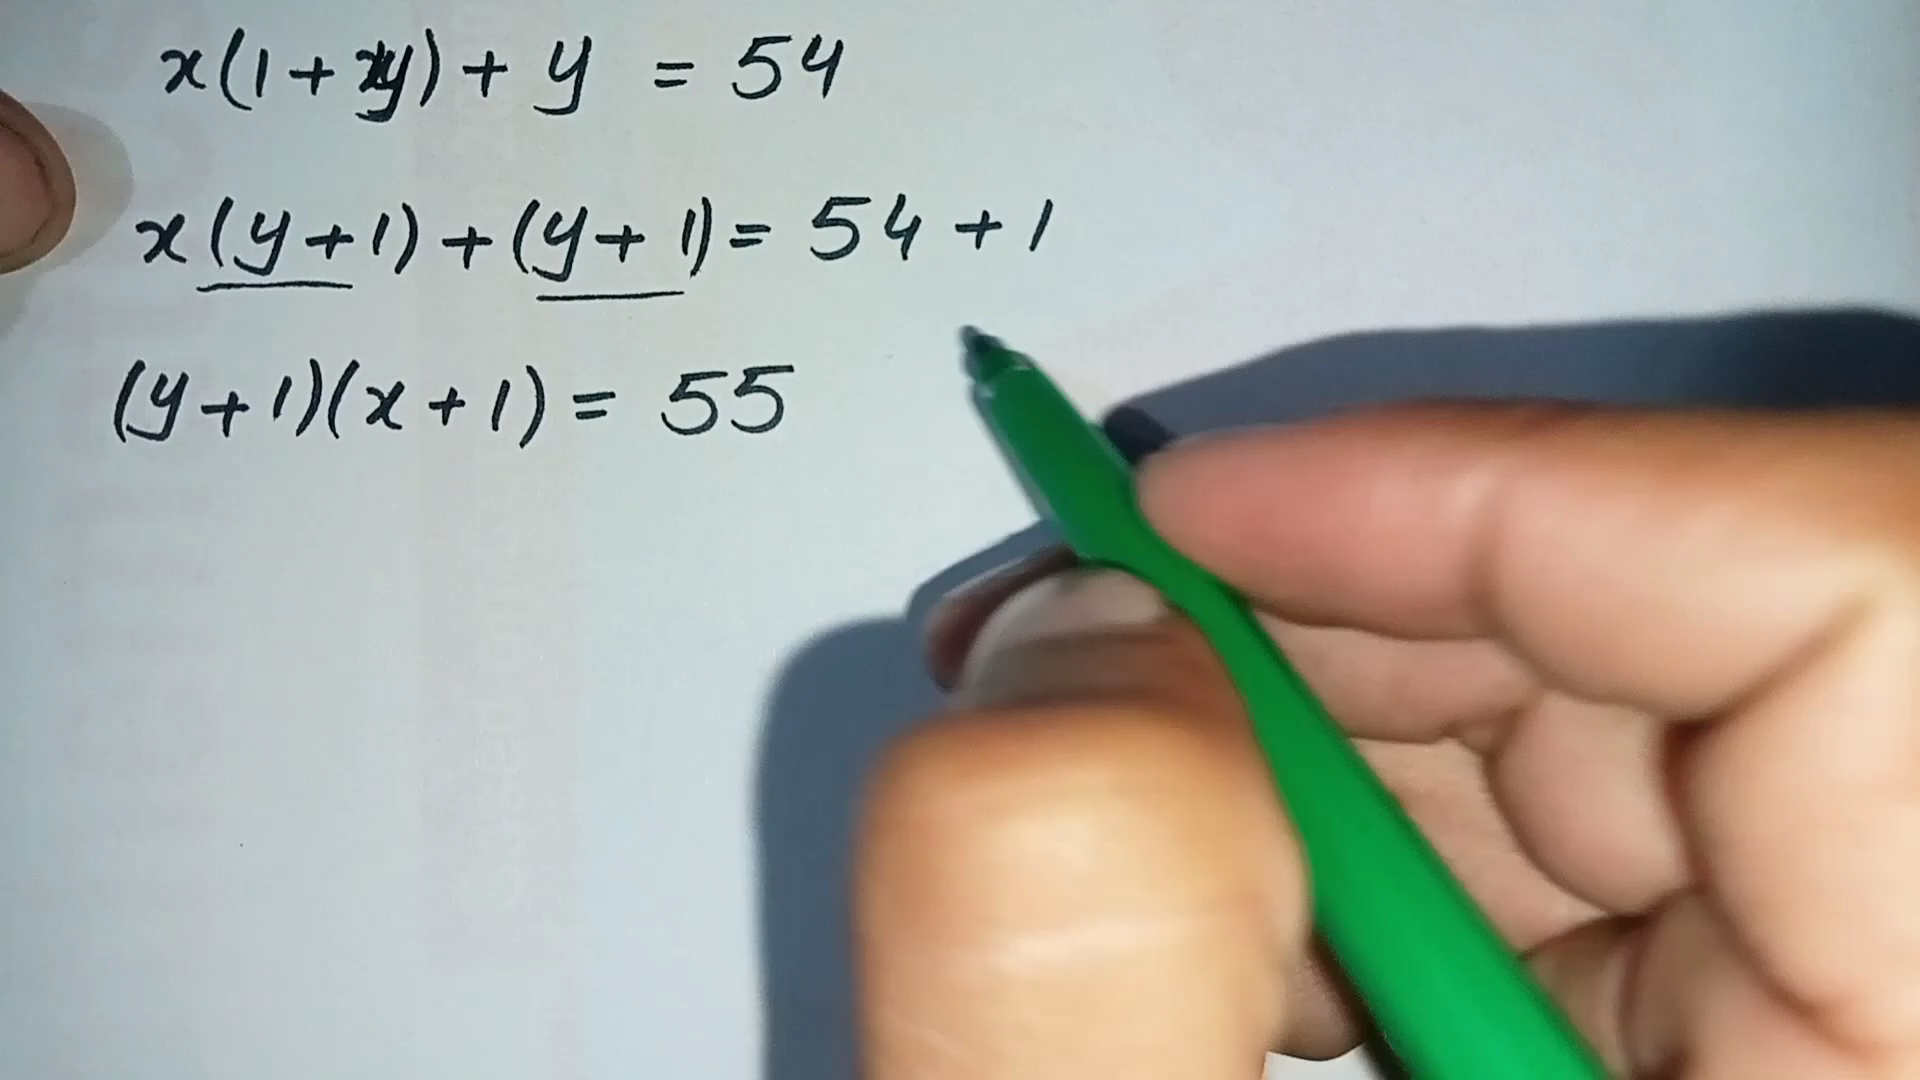 x(1+y)+y = 54
x(y+1)+(y+1)= 54+1
(y+1)(x+1)= 55